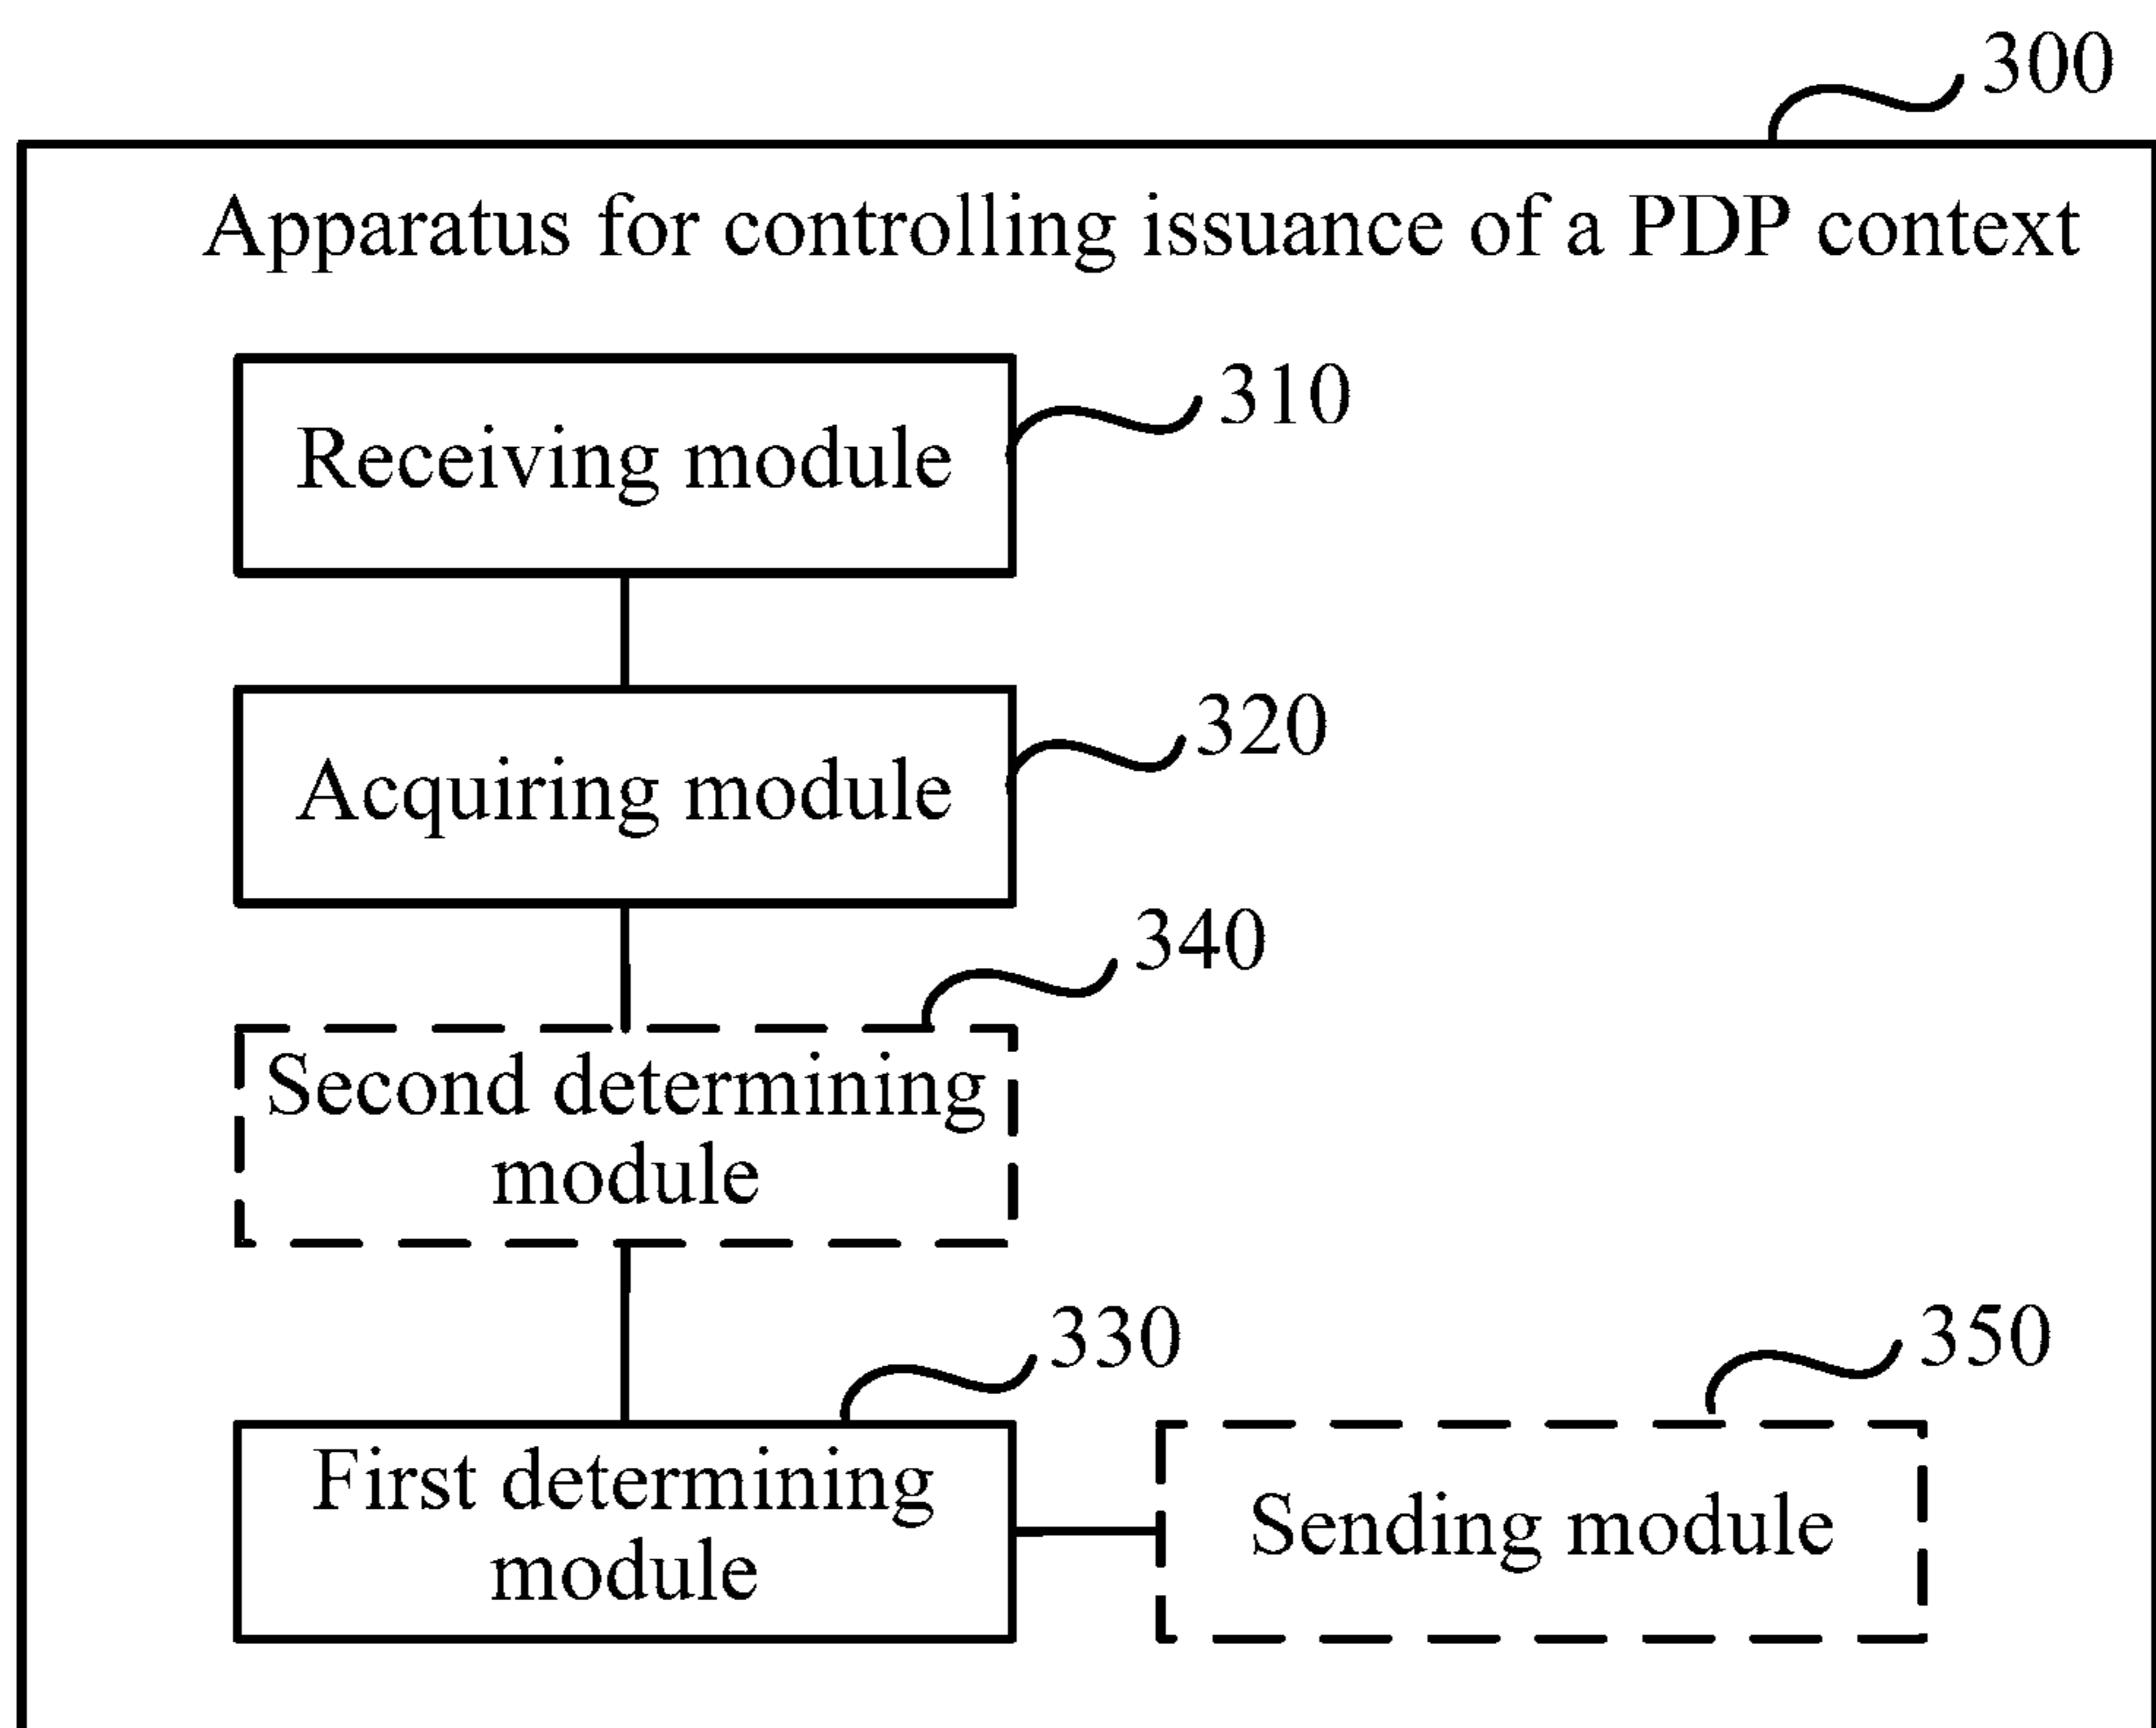 300
Apparatus for controlling issuance of a PDP context
310
Receiving module
320
Acquiring module
340
Second determining
module
330
350
First determining
module
Sending module